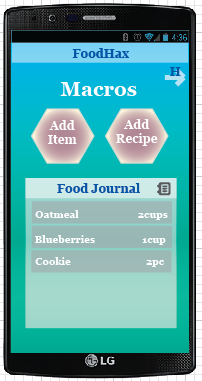 4:36
FoodHax
H
Macros
Add Item
Add Recipe
Food Journal
Oatmeal 2cups
Blueberries 1cup
Cookie 2pc
LG